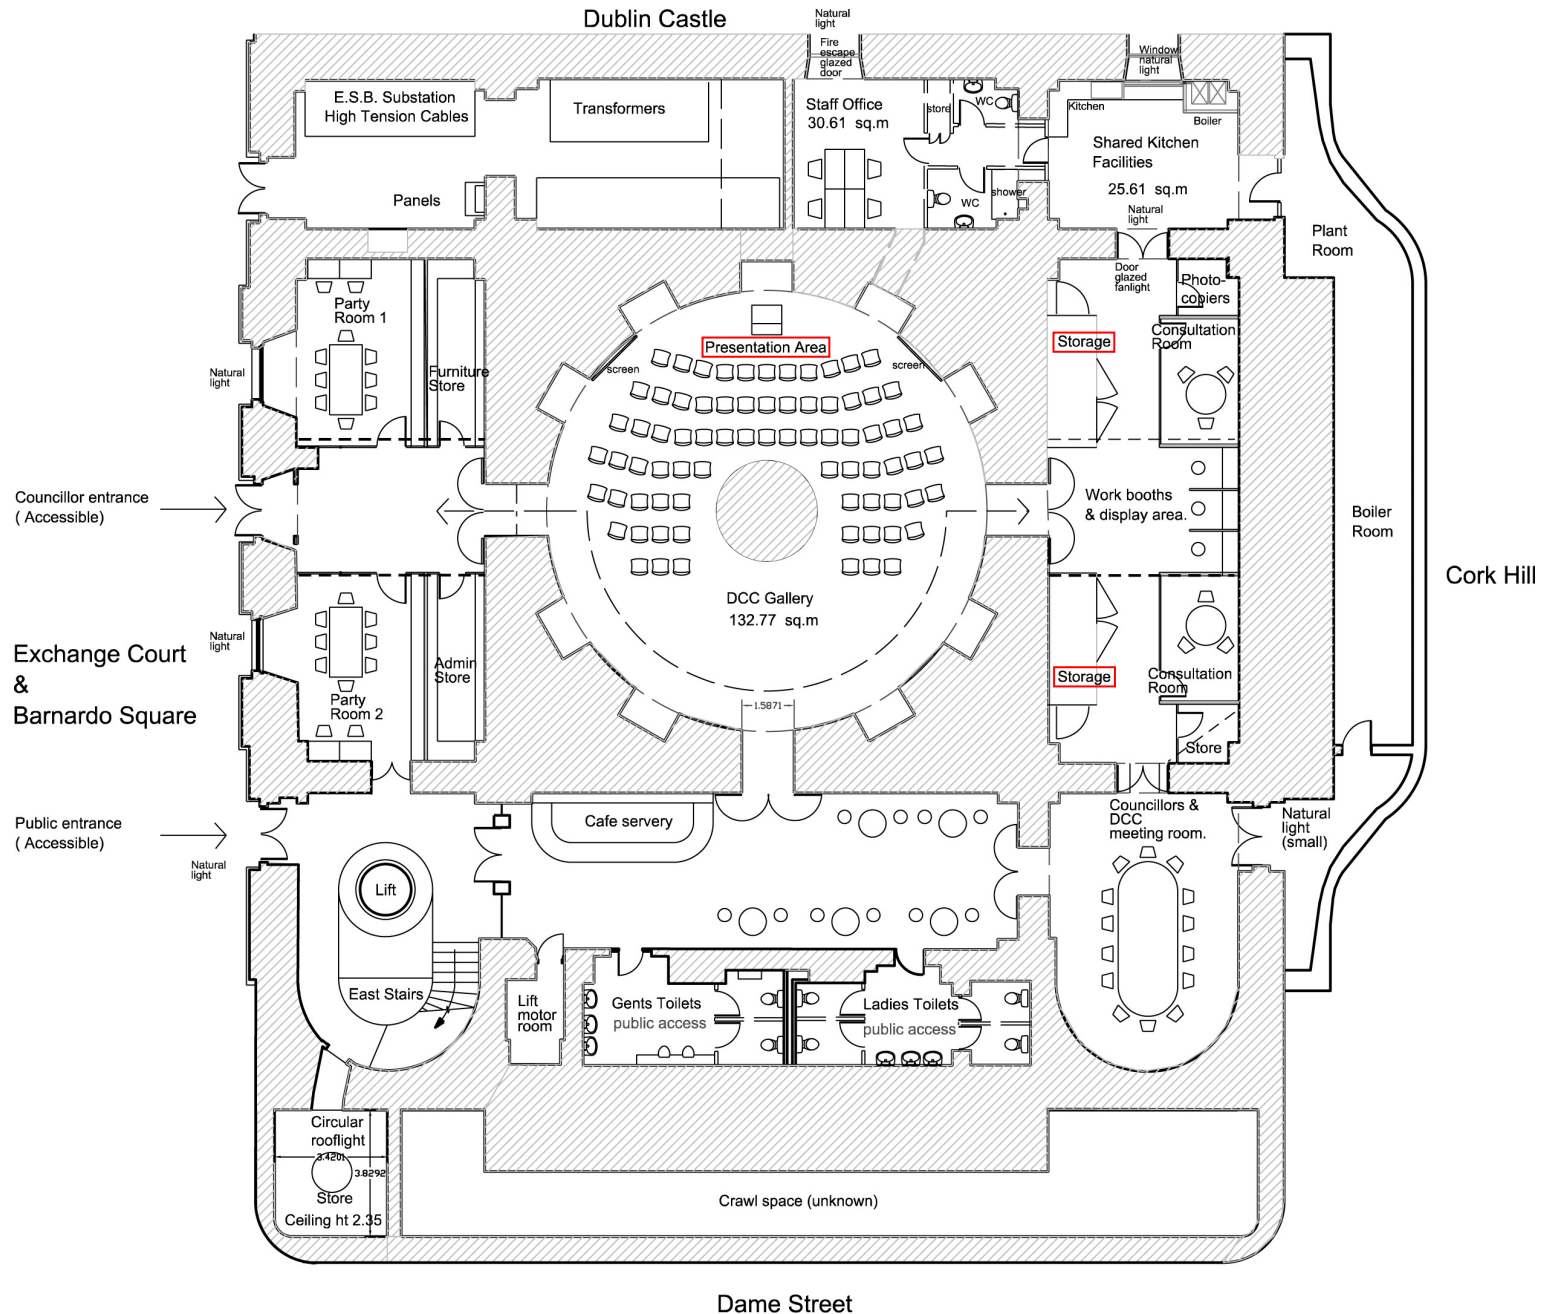 Dublin Castle
Natural
light
Fire
escape
glazed
door
Window
natural
light
E.S.B. Substation
High Tension Cables
Transformers
Staff Office
30.61 sq.m
store
WC
Kitchen
Boiler
Shared Kitchen
Facilities
25.61 sq.m
Panels
WC
shower
Natural
light
Plant
Room
Door
glazed
fanlight
Photo-
copiers
Party
Room 1
Presentation Area
Storage
Consultation
Room
Natural
light
Furniture
Store
screen
screen
Councillor entrance
( Accessible)
Work booths
& display area.
Boiler
Room
Cork Hill
DCC Gallery
132.77 sq.m
Natural
light
Exchange Court
&
Barnardo Square
Admin
Store
Storage
Consultation
Room
Party
Room 2
1.5871
Store
Public entrance
( Accessible)
Natural
light
Cafe servery
Councillors &
DCC
meeting room.
Natural
light
(small)
Lift
East Stairs
Lift
motor
room
Gents Toilets
public access
Ladies Toilets
public access
Circular
rooflight
3.4201
3.8292
Store
Ceiling ht 2.35
Crawl space (unknown)
Dame Street